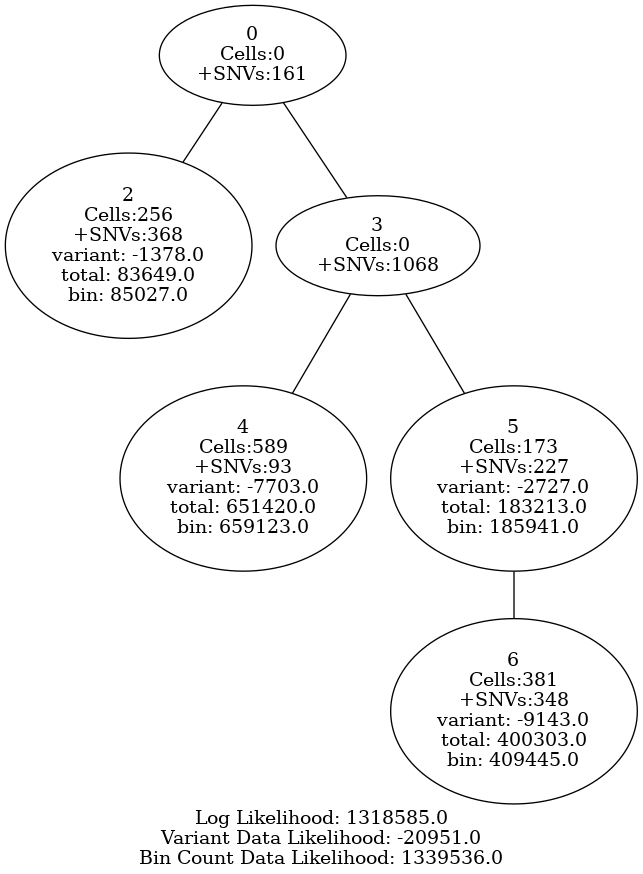 0
Cells:0
+SNVs:161
2
Cells:256
+SNVs:368
variant: -1378.0
total: 83649.0
bin: 85027.0
3
Cells:0
+SNVs:1068
4
Cells:589
+SNVs:93
variant: -7703.0
total: 651420.0
bin: 659123.0
5
Cells:173
+SNVs:227
variant: -2727.0
total: 183213.0
bin: 185941.0
6
Cells:381
+SNVs:348
variant: -9143.0
total: 400303.0
bin: 409445.0
Log Likelihood: 1318585.0
Variant Data Likelihood: -20951.0
Bin Count Data Likelihood: 1339536.0